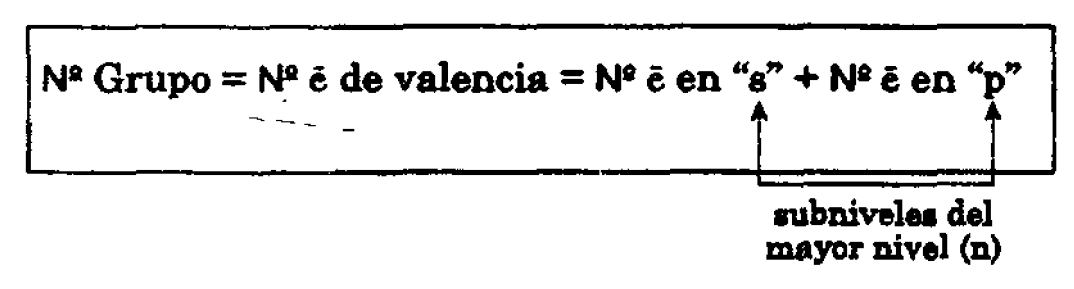 Nº Grupo = Nº ē de valencia = Nº ē en “s” + Nº ē en “p”
subniveles del
mayor nivel (n)